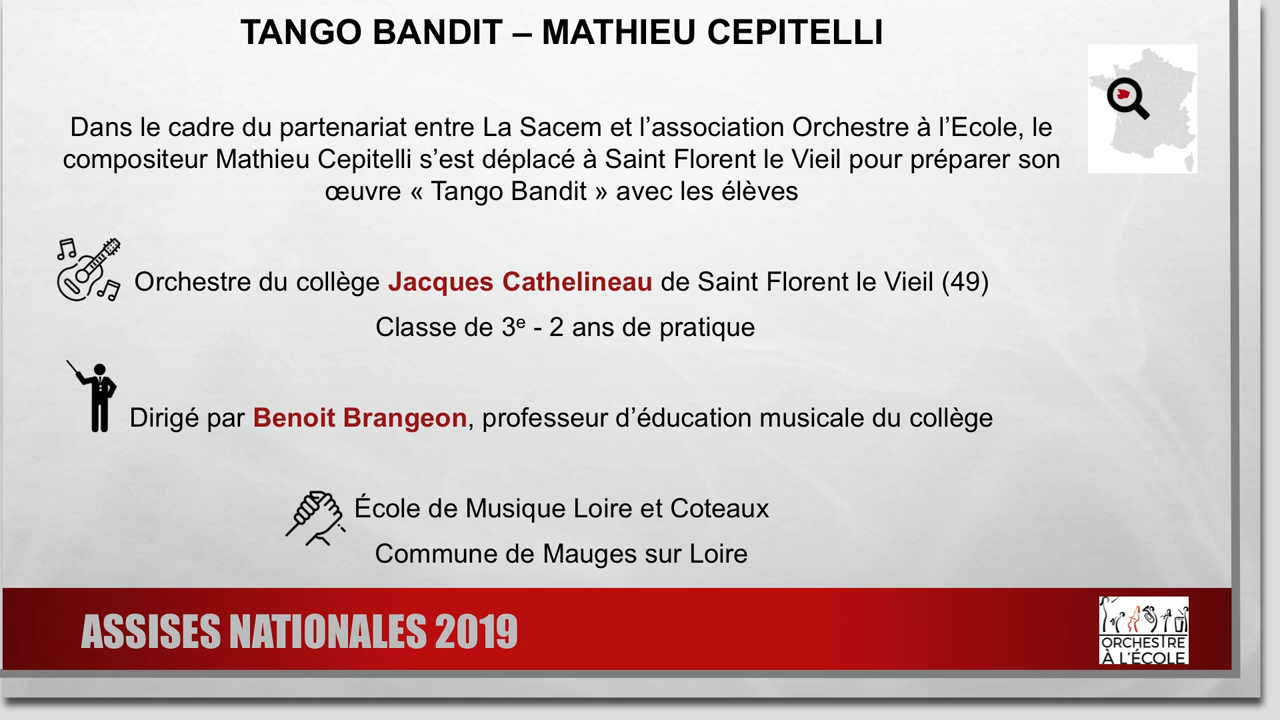 TANGO BANDIT – MATHIEU CEPITELLI
Dans le cadre du partenariat entre La Sacem et l’association Orchestre à l’Ecole, le
compositeur Mathieu Cepitelli s’est déplacé à Saint Florent le Vieil pour préparer son
œuvre « Tango Bandit » avec les élèves
Orchestre du collège Jacques Cathelineau de Saint Florent le Vieil (49)
Classe de 3ᵉ - 2 ans de pratique
Dirigé par Benoit Brangeon, professeur d’éducation musicale du collège
École de Musique Loire et Coteaux
Commune de Mauges sur Loire
ASSISES NATIONALES 2019
ORCHESTRE
À L’ÉCOLE